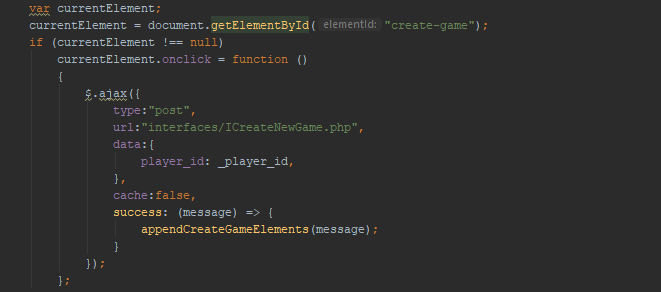 var currentElement;
currentElement = document.getElementById( elementId: "create-game");
if (currentElement !== null)
    currentElement.onclick = function ()
    {
        $.ajax({
            type:"post",
            url:"interfaces/ICreateNewGame.php",
            data:{
                player_id: _player_id,
            },
            cache:false,
            success: (message) => {
                appendCreateGameElements(message);
            }
        });
    };